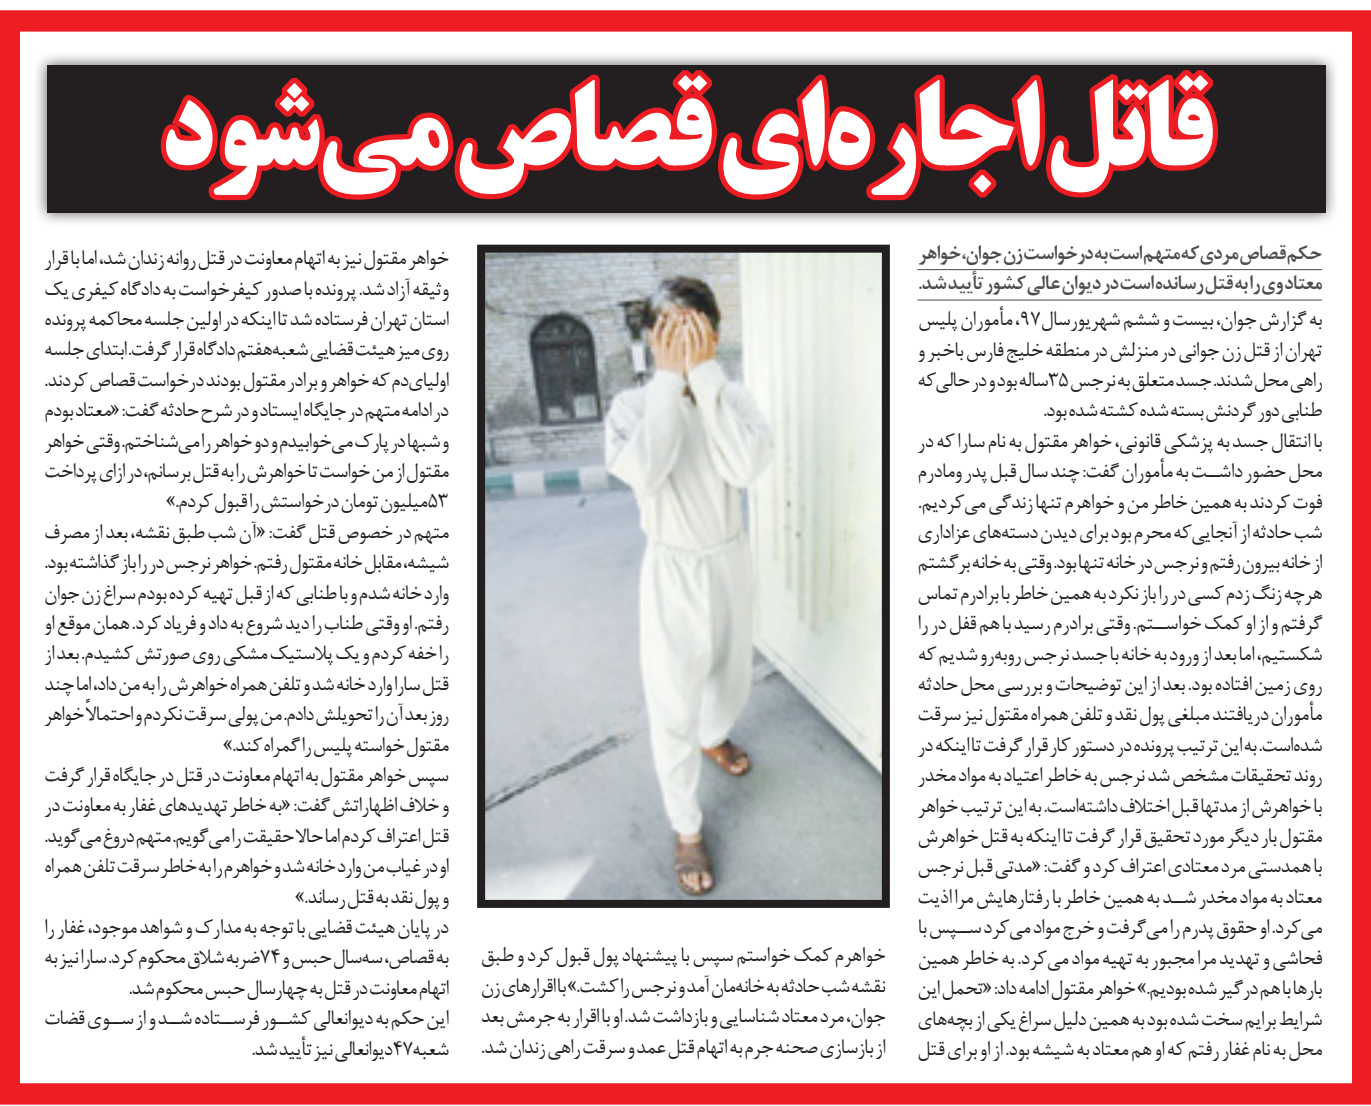 قاتل اجاره‌ای قصاص می‌شود
حکم قصاص مردی که متهم است به درخواست زن جوان، خواهر
معتاد وی را به قتل رسانده است در دیوان عالی کشور تأیید شد.
به گزارش جوان، بیست و ششم شهریور سال ۹۷، مأموران پلیس
تهران از قتل زن جوانی در منزلش در منطقه خلیج فارس باخبر و
راهی محل شدند. جسد متعلق به نرجس ۳۵ساله بود و در حالی که
طنابی دور گردنش بسته شده کشته شده بود.
با انتقال جسد به پزشکی قانونی، خواهر مقتول به نام سارا که در
محل حضور داشت به مأموران گفت: چند سال قبل پدر ومادرم
فوت کردند به همین خاطر من و خواهرم تنها زندگی می‌کردیم.
شب حادثه از آنجایی که محرم بود برای دیدن دسته‌های عزاداری
از خانه بیرون رفتم و نرجس در خانه تنها بود. وقتی به خانه برگشتم
هرچه زنگ زدم کسی در را باز نکرد به همین خاطر با برادرم تماس
گرفتم و از او کمک خواستم. وقتی برادرم رسید با هم قفل در را
شکستیم، اما بعد از ورود به خانه با جسد نرجس روبه‌رو شدیم که
روی زمین افتاده بود. بعد از این توضیحات و بررسی محل حادثه
مأموران دریافتند مبلغی پول نقد و تلفن همراه مقتول نیز سرقت
شده‌است. به‌این ترتیب پرونده در دستور کار قرار گرفت تا اینکه در
روند تحقیقات مشخص شد نرجس به خاطر اعتیاد به مواد مخدر
با خواهرش از مدتها قبل اختلاف داشته‌است. به این ترتیب خواهر
مقتول بار دیگر مورد تحقیق قرار گرفت تا اینکه به قتل خواهرش
با همدستی مرد معتادی اعتراف کرد و گفت: «مدتی قبل نرجس
معتاد به مواد مخدر شد به همین خاطر با رفتارهایش مرا اذیت
می‌کرد. او حقوق پدرم را می‌گرفت و خرج مواد می‌کرد سپس با
فحاشی و تهدید مرا مجبور به تهیه مواد می‌کرد. به خاطر همین
بارها با هم درگیر شده بودیم.» خواهر مقتول ادامه داد: «تحمل این
شرایط برایم سخت شده بود به همین دلیل سراغ یکی از بچه‌های
محل به نام غفار رفتم که او هم معتاد به شیشه بود. از او برای قتل
خواهرم کمک خواستم سپس با پیشنهاد پول قبول کرد و طبق
نقشه شب حادثه به خانه‌مان آمد و نرجس را کشت.» با اقرارهای زن
جوان، مرد معتاد شناسایی و بازداشت شد. او با اقرار به جرمش بعد
از بازسازی صحنه جرم به اتهام قتل عمد و سرقت راهی زندان شد.
خواهر مقتول نیز به اتهام معاونت در قتل روانه زندان شد، اما با قرار
وثیقه آزاد شد. پرونده با صدور کیفرخواست به دادگاه کیفری یک
استان تهران فرستاده شد تا اینکه در اولین جلسه محاکمه پرونده
روی میز هیئت قضایی شعبه‌هفتم دادگاه قرار گرفت. ابتدای جلسه
اولیای‌دم که خواهر و برادر مقتول بودند درخواست قصاص کردند.
در ادامه متهم در جایگاه ایستاد و در شرح حادثه گفت: «معتاد بودم
و شبها در پارک می‌خوابیدم و دو خواهر را می‌شناختم. وقتی خواهر
مقتول از من خواست تا خواهرش را به قتل برسانم، در ازای پرداخت
۵۳میلیون تومان درخواستش را قبول کردم.»
متهم در خصوص قتل گفت: «آن شب طبق نقشه، بعد از مصرف
شیشه، مقابل خانه مقتول رفتم. خواهر نرجس در را باز گذاشته بود.
وارد خانه شدم و با طنابی که از قبل تهیه کرده بودم سراغ زن جوان
رفتم. او وقتی طناب را دید شروع به داد و فریاد کرد. همان موقع او
را خفه کردم و یک پلاستیک مشکی روی صورتش کشیدم. بعد از
قتل سارا وارد خانه شد و تلفن همراه خواهرش را به من داد، اما چند
روز بعد آن را تحویلش دادم. من پولی سرقت نکردم و احتمالاً خواهر
مقتول خواسته پلیس را گمراه کند.»
سپس خواهر مقتول به اتهام معاونت در قتل در جایگاه قرار گرفت
و خلاف اظهاراتش گفت: «به خاطر تهدیدهای غفار به معاونت در
قتل اعتراف کردم اما حالا حقیقت را می گویم. متهم دروغ می گوید.
او در غیاب من وارد خانه شد و خواهرم را به خاطر سرقت تلفن همراه
و پول نقد به قتل رساند.»
در پایان هیئت قضایی با توجه به مدارک و شواهد موجود، غفار را
به قصاص، سه‌سال حبس و ۷۴ضربه شلاق محکوم کرد. سارا نیز به
اتهام معاونت در قتل به چهارسال حبس محکوم شد.
این حکم به دیوانعالی کشور فرستاده شد و از سوی قضات
شعبه۴۷دیوانعالی نیز تأیید شد.